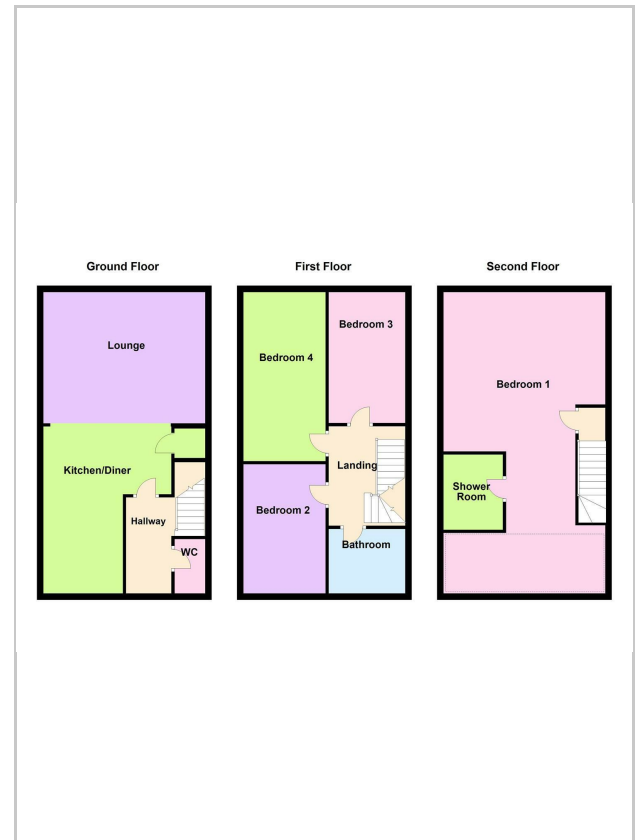 Ground Floor
Lounge
Kitchen/Diner
Hallway
WC
First Floor
Bedroom 3
Bedroom 4
Landing
Bedroom 2
Bathroom
Second Floor
Bedroom 1
Shower
Room